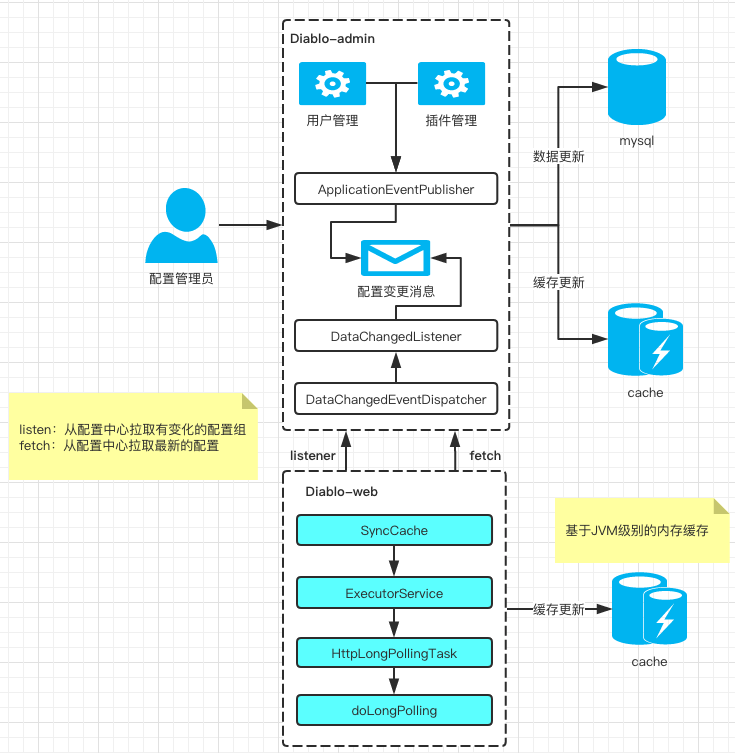 Diablo-admin
用户管理
插件管理
mysql
数据更新
ApplicationEventPublisher
配置管理员
配置变更消息
缓存更新
DataChangedListener
cache
DataChangedEventDispatcher
listen：从配置中心拉取有变化的配置组
fetch：从配置中心拉取最新的配置
listener
fetch
Diablo-web
SyncCache
基于JVM级别的内存缓存
ExecutorService
缓存更新
HttpLongPollingTask
cache
doLongPolling